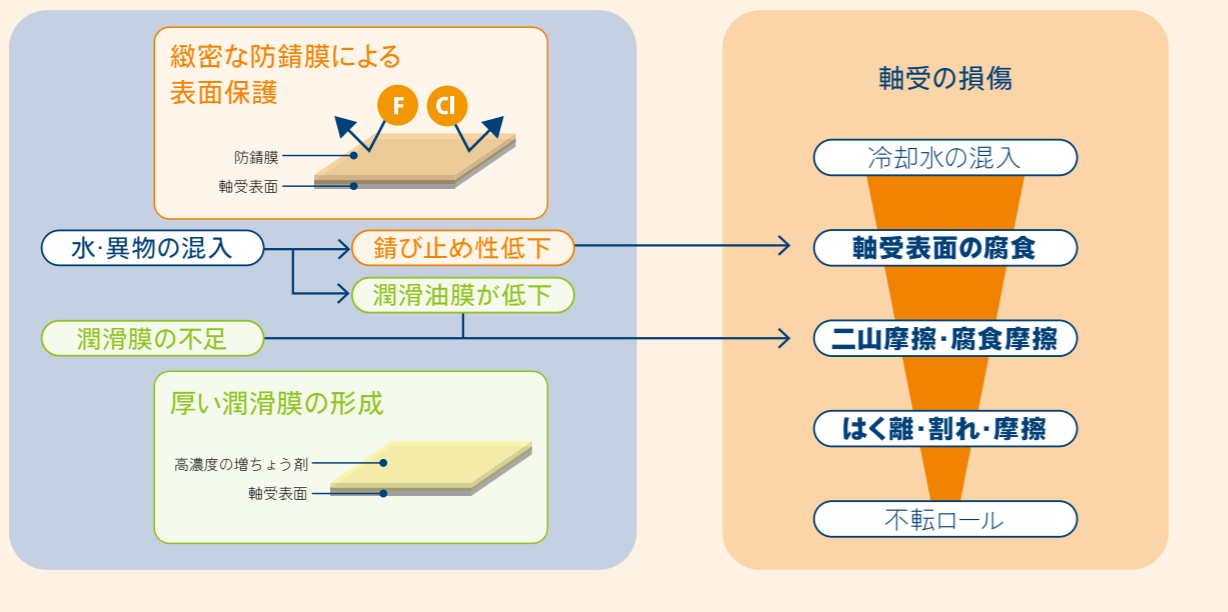 緻密な防錆膜による
表面保護
F
Cl
防錆膜
軸受表面
水･異物の混入
錆び止め性低下
潤滑油膜が低下
潤滑膜の不足
厚い潤滑膜の形成
高濃度の増ちょう剤
軸受表面
軸受の損傷
冷却水の混入
軸受表面の腐食
二山摩擦･腐食摩擦
はく離･割れ･摩擦
不転ロール